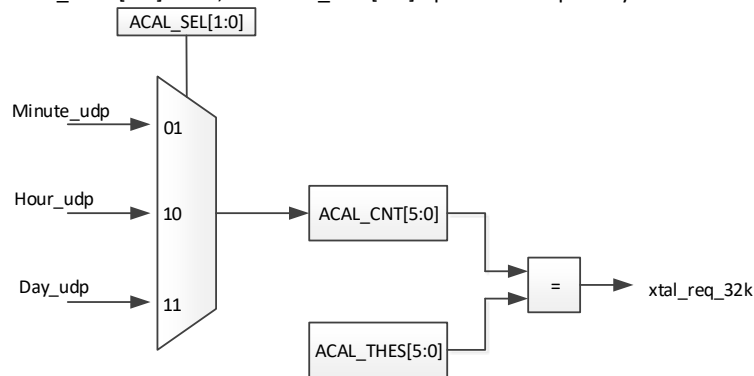 ACAL_SEL[1:0]
Minute_udp
01
Hour_udp
10
ACAL_CNT[5:0]
Day_udp
11
=
xtal_req_32k
ACAL_THES[5:0]